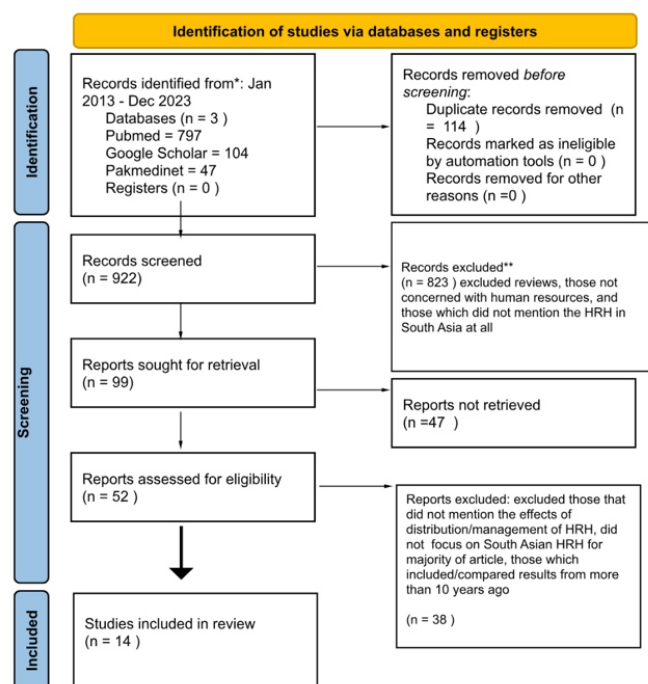 Identification of studies via databases and registers
Identification
Records identified from*: Jan
2013 - Dec 2023
Databases (n = 3 )
Pubmed = 797
Google Scholar = 104
Pakmedinet = 47
Registers (n = 0 )
Records removed before
screening:
Duplicate records removed (n
= 114 )
Records marked as ineligible
by automation tools (n = 0 )
Records removed for other
reasons (n =0 )
Screening
Records screened
(n = 922)
Records excluded**
(n = 823 ) excluded reviews, those not
concerned with human resources, and
those which did not mention the HRH in
South Asia at all
Reports sought for retrieval
(n = 99)
Reports not retrieved
(n =47 )
Reports assessed for eligibility
(n = 52 )
Reports excluded: excluded those that
did not mention the effects of
distribution/management of HRH, did
not focus on South Asian HRH for
majority of article, those which
included/compared results from more
than 10 years ago
(n = 38 )
Included
Studies included in review
(n = 14 )